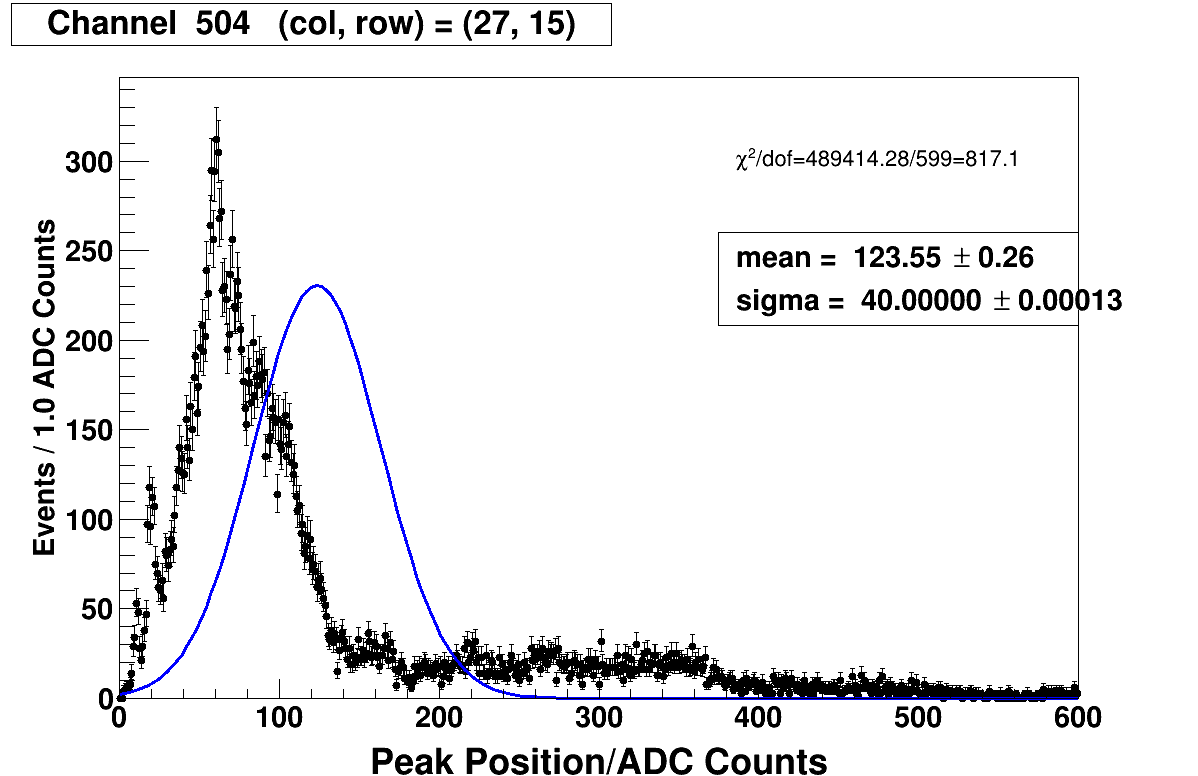 Channel 504 (col, row) = (27, 15)
χ²/dof=489414.28/599=817.1
mean = 123.55 ± 0.26
sigma = 40.00000 ± 0.00013
Events / 1.0 ADC Counts
300
250
200
150
100
50
0
0 100 200 300 400 500 600
Peak Position/ADC Counts